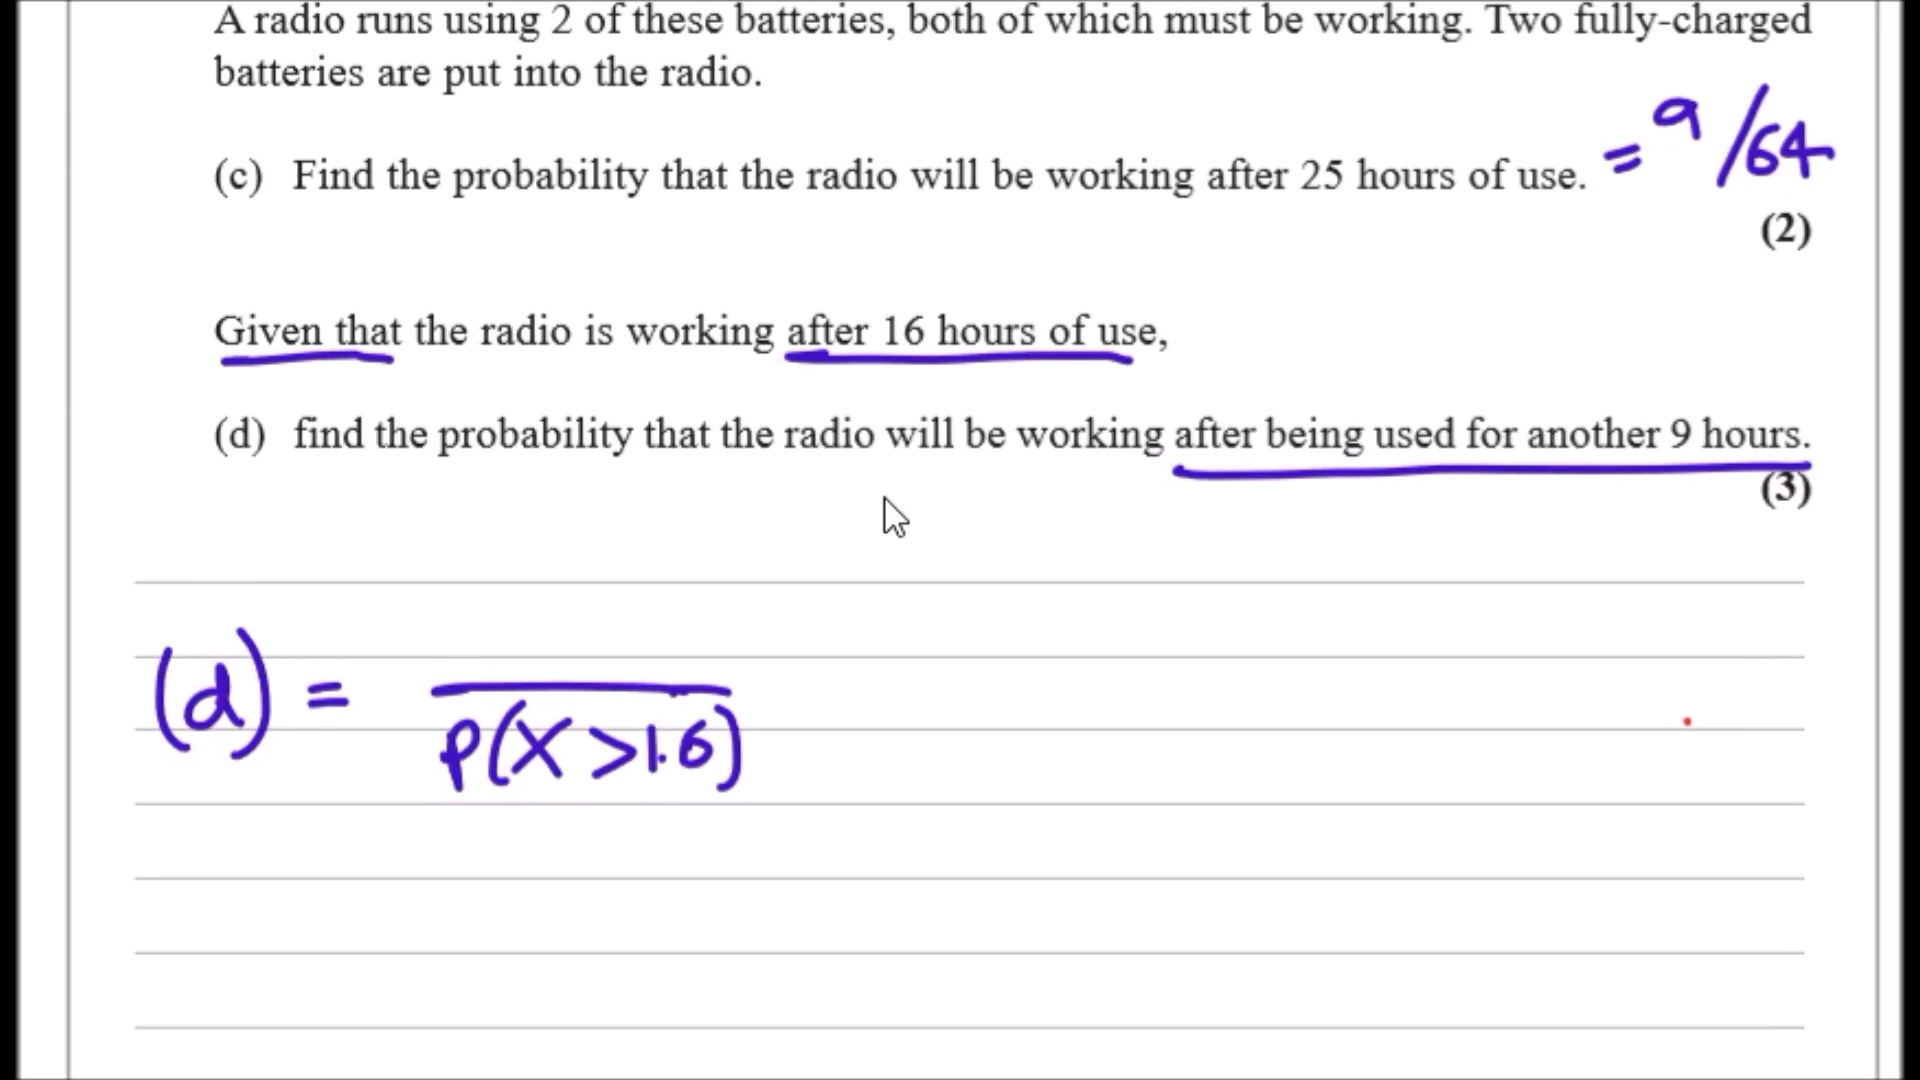 A radio runs using 2 of these batteries, both of which must be working. Two fully-charged
batteries are put into the radio.
(c) Find the probability that the radio will be working after 25 hours of use. = 9/64
(2)
Given that the radio is working after 16 hours of use,
(d) find the probability that the radio will be working after being used for another 9 hours.
(3)
(d) =
P(X>1.6)